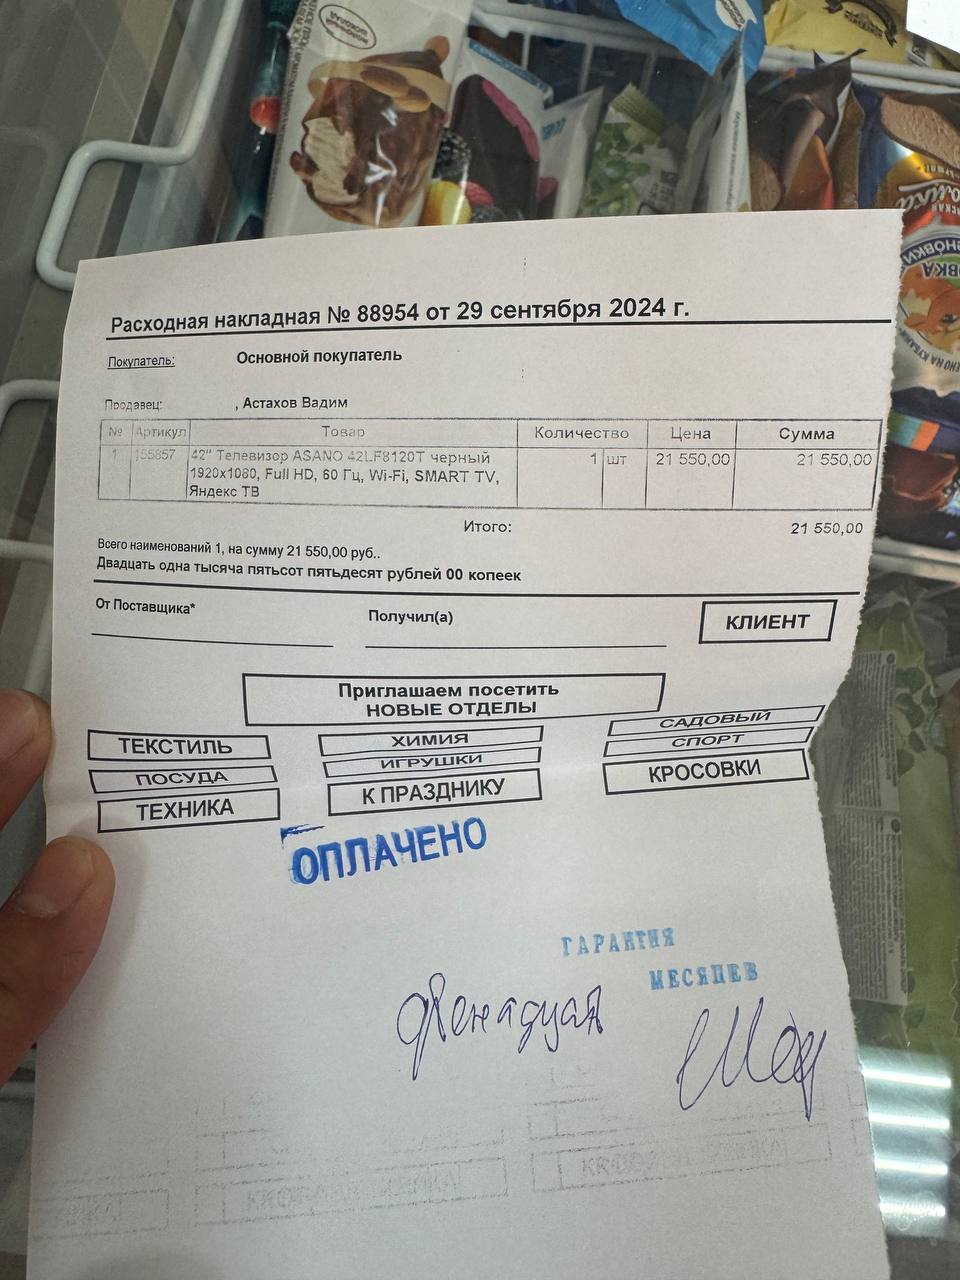 Расходная накладная № 88954 от 29 сентября 2024 г.
Покупатель: Основной покупатель
Продавец: , Астахов Вадим
№ Артикул Товар Количество Цена Сумма
1 155857 42" Телевизор ASANO 42LF8120T черный 1 шт 21 550,00 21 550,00
1920x1080, Full HD, 60 Гц, Wi-Fi, SMART TV,
Яндекс ТВ
Итого: 21 550,00
Всего наименований 1, на сумму 21 550,00 руб..
Двадцать одна тысяча пятьсот пятьдесят рублей 00 копеек
От Поставщика* Получил(а) КЛИЕНТ
Приглашаем посетить
НОВЫЕ ОТДЕЛЫ
ТЕКСТИЛЬ ХИМИЯ САДОВЫЙ
ПОСУДА ИГРУШКИ СПОРТ
ТЕХНИКА К ПРАЗДНИКУ КРОСОВКИ
ОПЛАЧЕНО
ГАРАНТИЯ
МЕСЯЦЕВ